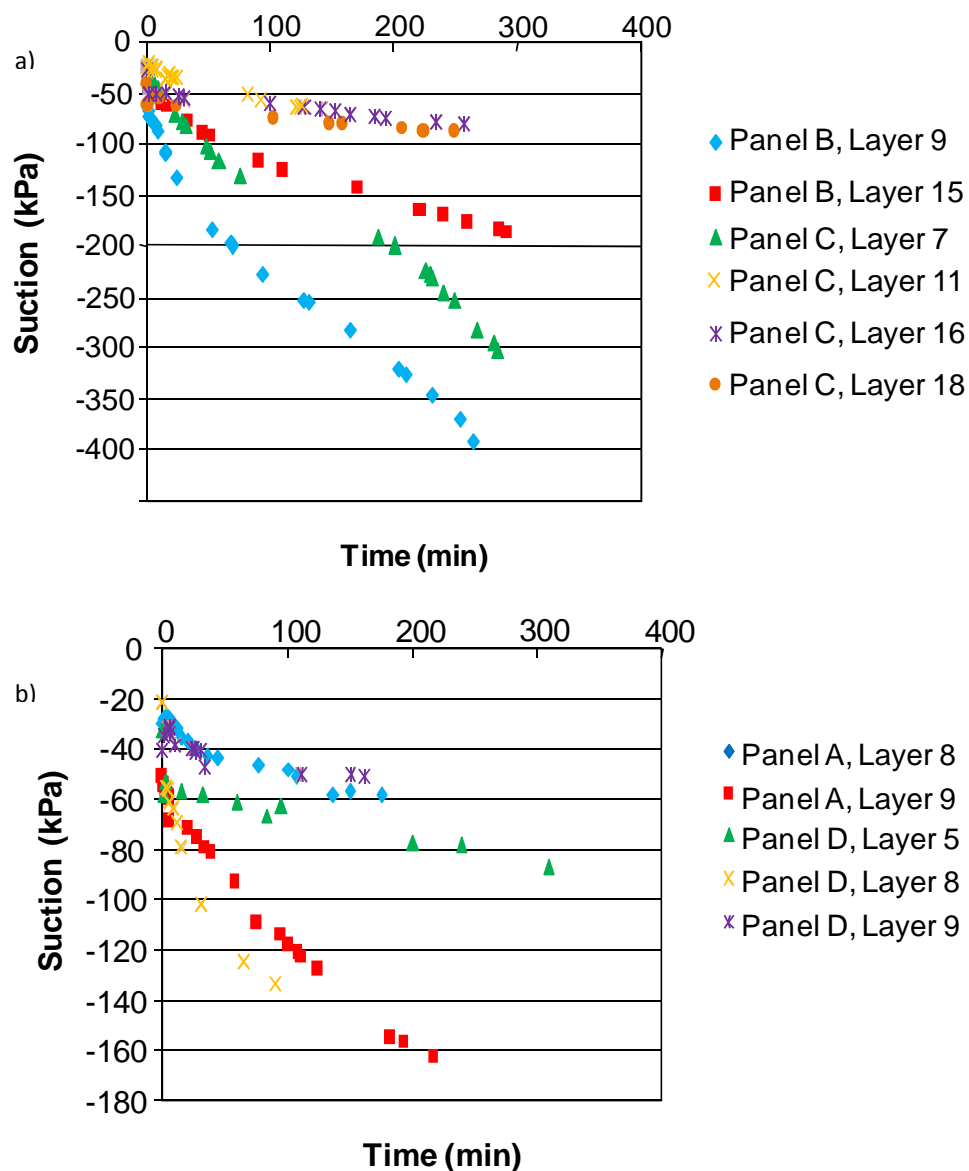 a)
0 100 200 300 400
0
-50
-100
-150
-200
-250
-300
-350
-400
Suction (kPa)
Time (min)
Panel B, Layer 9
Panel B, Layer 15
Panel C, Layer 7
Panel C, Layer 11
Panel C, Layer 16
Panel C, Layer 18
b)
0 100 200 300 400
0
-20
-40
-60
-80
-100
-120
-140
-160
-180
Suction (kPa)
Time (min)
Panel A, Layer 8
Panel A, Layer 9
Panel D, Layer 5
Panel D, Layer 8
Panel D, Layer 9